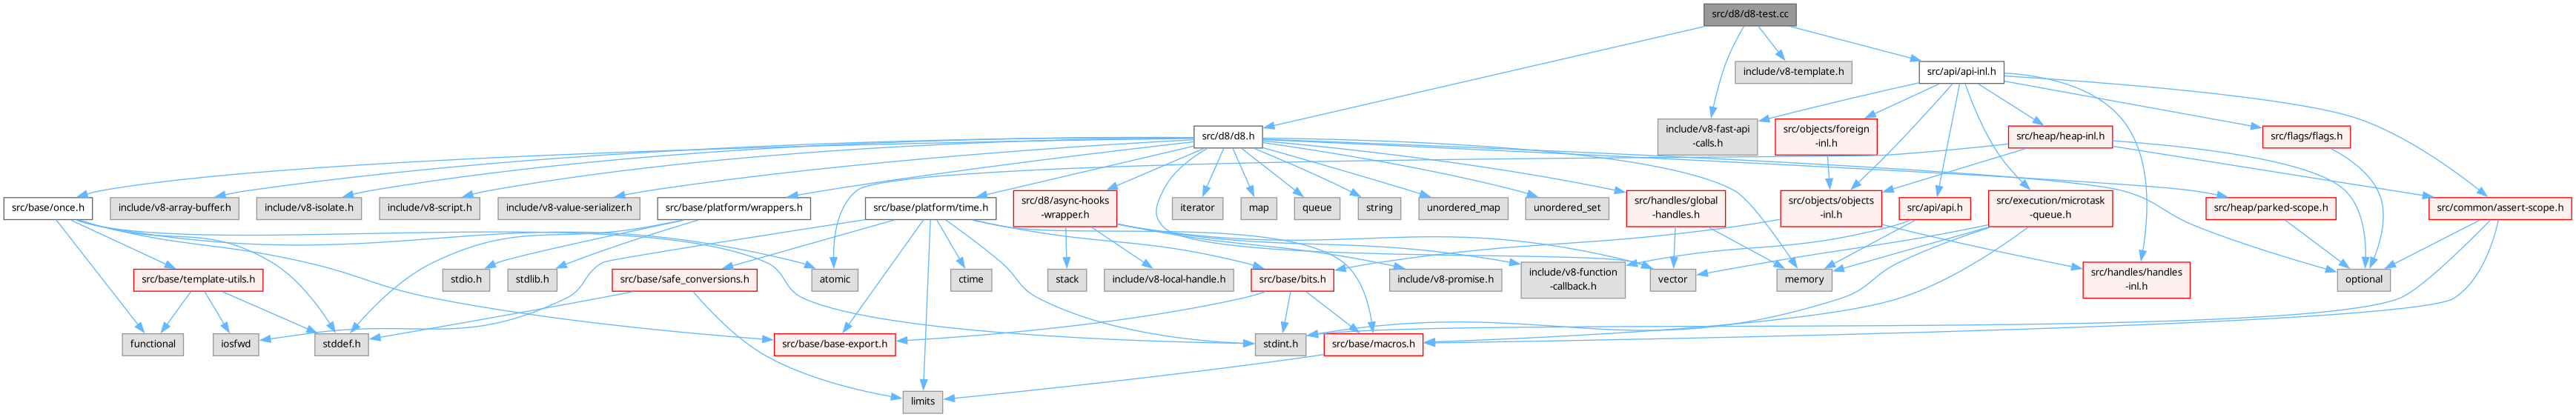 src/d8/d8-test.cc
include/v8-template.h
src/api/api-inl.h
src/d8/d8.h
include/v8-fast-api
-calls.h
src/objects/foreign
-inl.h
src/heap/heap-inl.h
src/flags/flags.h
src/base/once.h
include/v8-array-buffer.h
include/v8-isolate.h
include/v8-script.h
include/v8-value-serializer.h
src/base/platform/wrappers.h
src/base/platform/time.h
src/d8/async-hooks
-wrapper.h
iterator
map
queue
string
unordered_map
unordered_set
src/handles/global
-handles.h
src/objects/objects
-inl.h
src/api/api.h
src/execution/microtask
-queue.h
src/heap/parked-scope.h
src/common/assert-scope.h
src/base/template-utils.h
stdio.h
stdlib.h
src/base/safe_conversions.h
atomic
ctime
stack
include/v8-local-handle.h
src/base/bits.h
include/v8-promise.h
include/v8-function
-callback.h
vector
memory
src/handles/handles
-inl.h
optional
functional
iosfwd
stddef.h
src/base/base-export.h
stdint.h
src/base/macros.h
limits